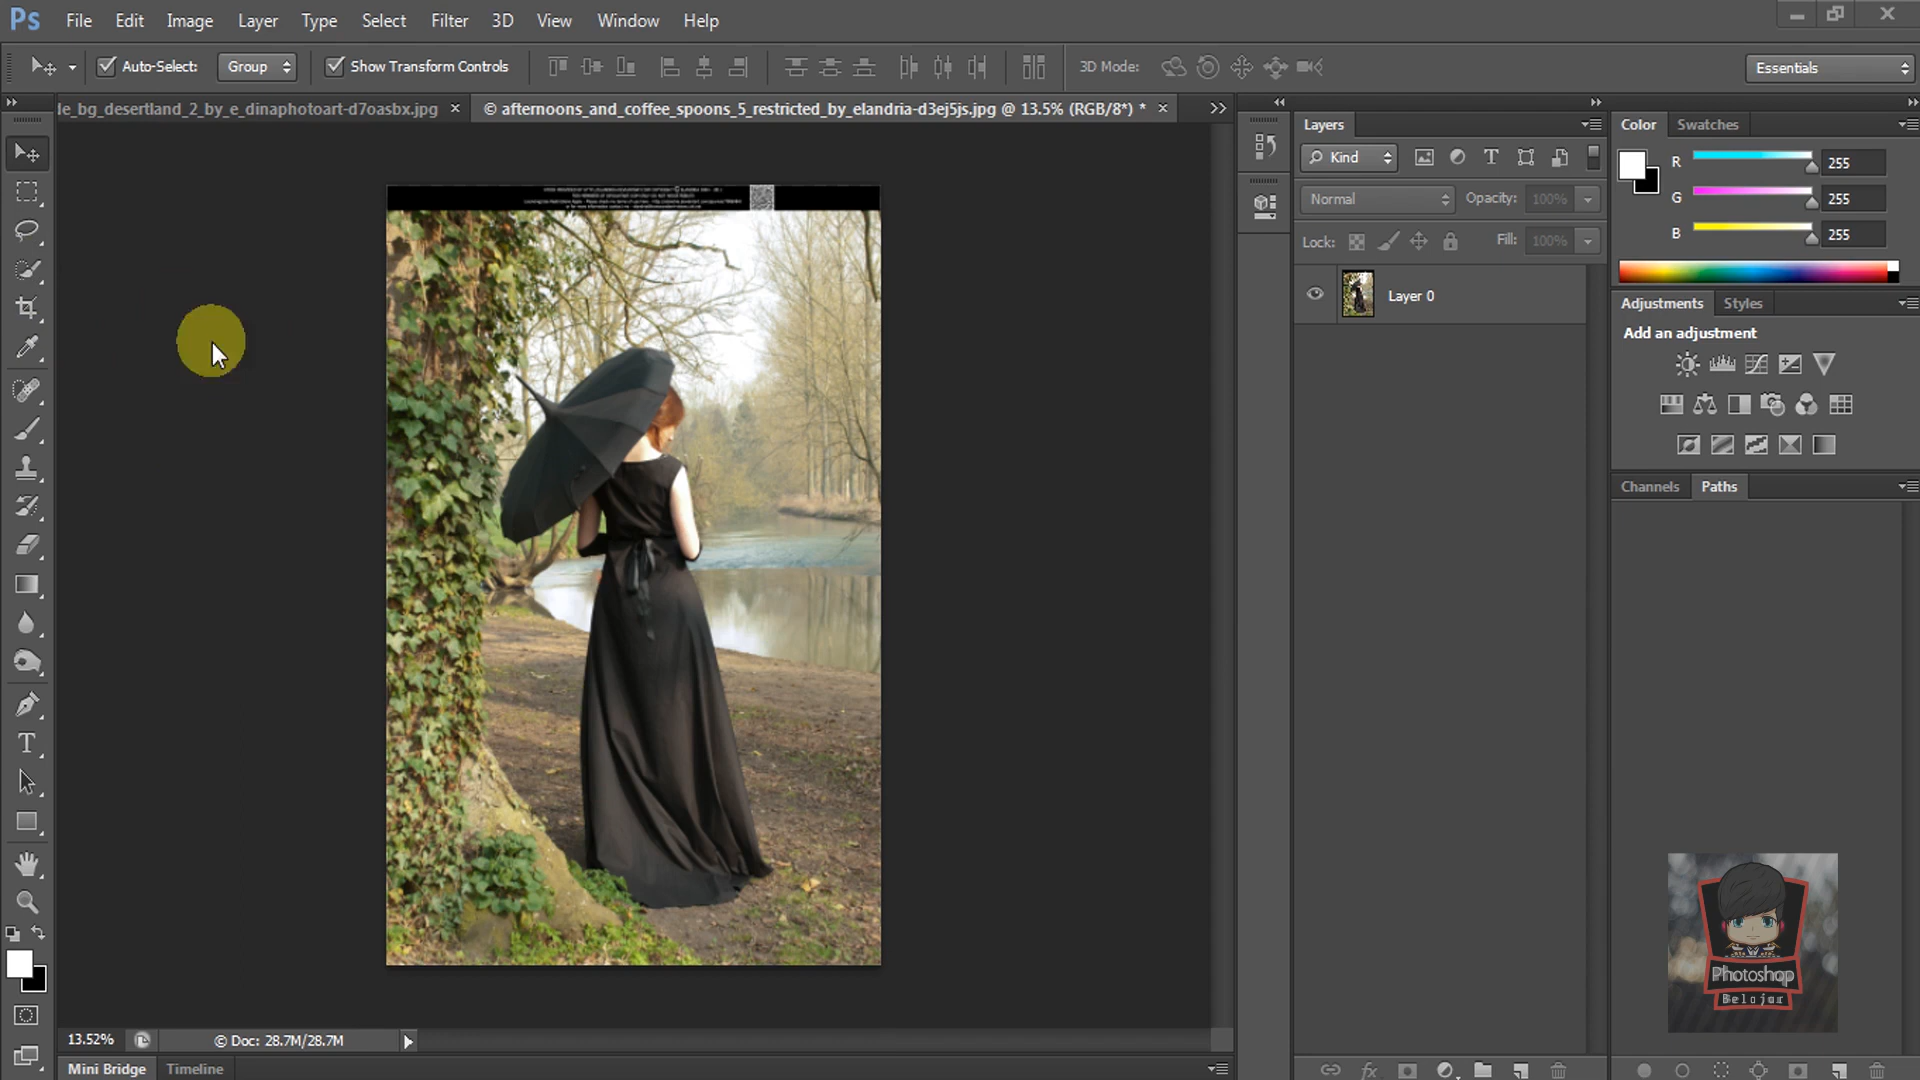 Ps File Edit Image Layer Type Select Filter 3D View Window Help
Auto-Select: Group Show Transform Controls 3D Mode: Essentials
le_bg_desertland_2_by_e_dinaphotoart-d7oasbx.jpg × © afternoons_and_coffee_spoons_5_restricted_by_elandria-d3ej5js.jpg @ 13.5% (RGB/8*) * ×
Layers
Kind
Normal Opacity: 100%
Lock: Fill: 100%
Layer 0
Color Swatches
R 255
G 255
B 255
Adjustments Styles
Add an adjustment
Channels Paths
Photoshop
Belajar
13.52% © Doc: 28.7M/28.7M
Mini Bridge Timeline